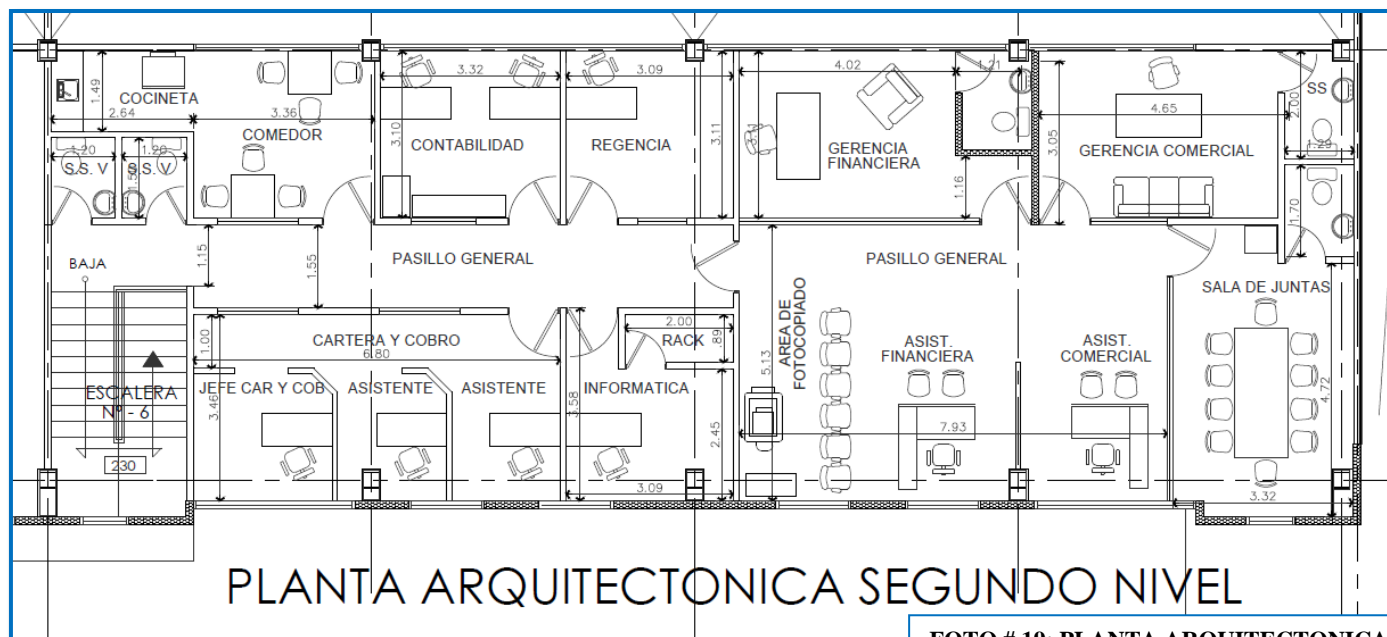 3.32
3.09
4.02
1.21
1.49
COCINETA
2.64
3.36
COMEDOR
3.10
CONTABILIDAD
REGENCIA
3.11
GERENCIA
FINANCIERA
1.16
3.05
4.65
GERENCIA COMERCIAL
2.00
SS
1.29
1.20
S.S. V
1.20
S.S. V
1.70
BAJA
1.15
1.55
PASILLO GENERAL
PASILLO GENERAL
SALA DE JUNTAS
1.00
CARTERA Y COBRO
6.80
2.00
RACK
.89
AREA DE
FOTOCOPIADO
5.13
ASIST.
FINANCIERA
ASIST.
COMERCIAL
4.72
ESCALERA
Nº - 6
230
JEFE CAR Y COB
ASISTENTE
ASISTENTE
INFORMATICA
3.46
3.58
2.45
3.09
7.93
3.32
PLANTA ARQUITECTONICA SEGUNDO NIVEL
FOTO # 19: PLANTA ARQUITECTONICA